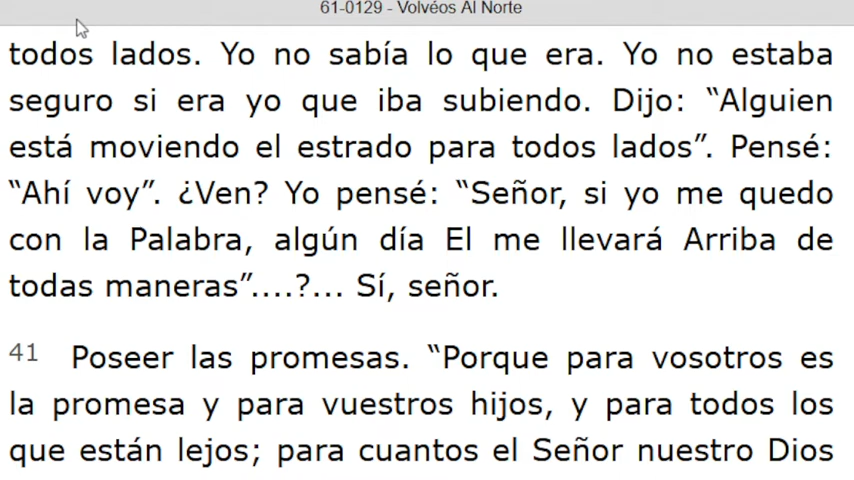 61-0129 - Volvéos Al Norte
todos lados. Yo no sabía lo que era. Yo no estaba
seguro si era yo que iba subiendo. Dijo: “Alguien
está moviendo el estrado para todos lados”. Pensé:
“Ahí voy”. ¿Ven? Yo pensé: “Señor, si yo me quedo
con la Palabra, algún día El me llevará Arriba de
todas maneras”....?... Sí, señor.
41 Poseer las promesas. “Porque para vosotros es
la promesa y para vuestros hijos, y para todos los
que están lejos; para cuantos el Señor nuestro Dios